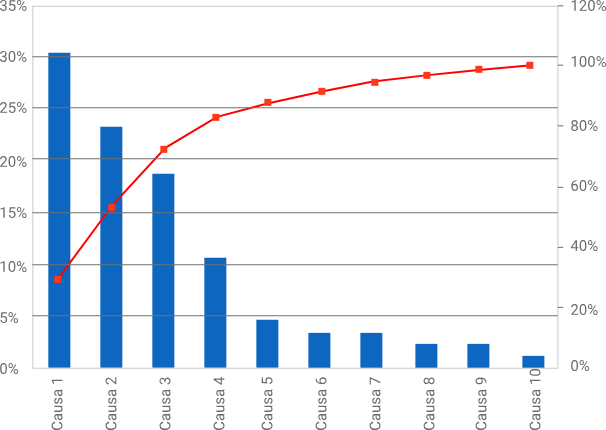 35%
30%
25%
20%
15%
10%
5%
0%
120%
100%
80%
60%
40%
20%
0%
Causa 1
Causa 2
Causa 3
Causa 4
Causa 5
Causa 6
Causa 7
Causa 8
Causa 9
Causa 10